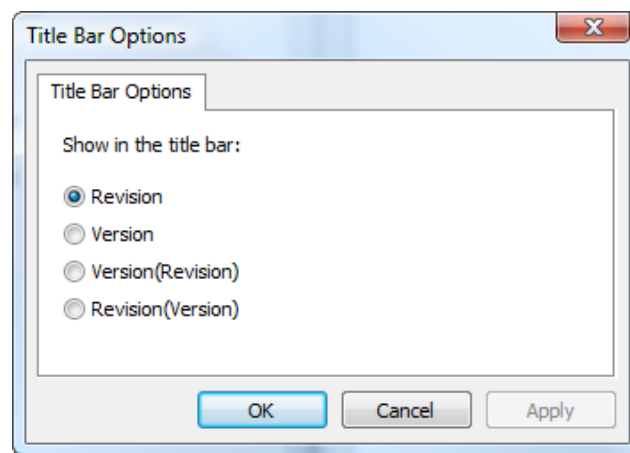 Title Bar Options
Title Bar Options
Show in the title bar:
Revision
Version
Version(Revision)
Revision(Version)
OK Cancel Apply